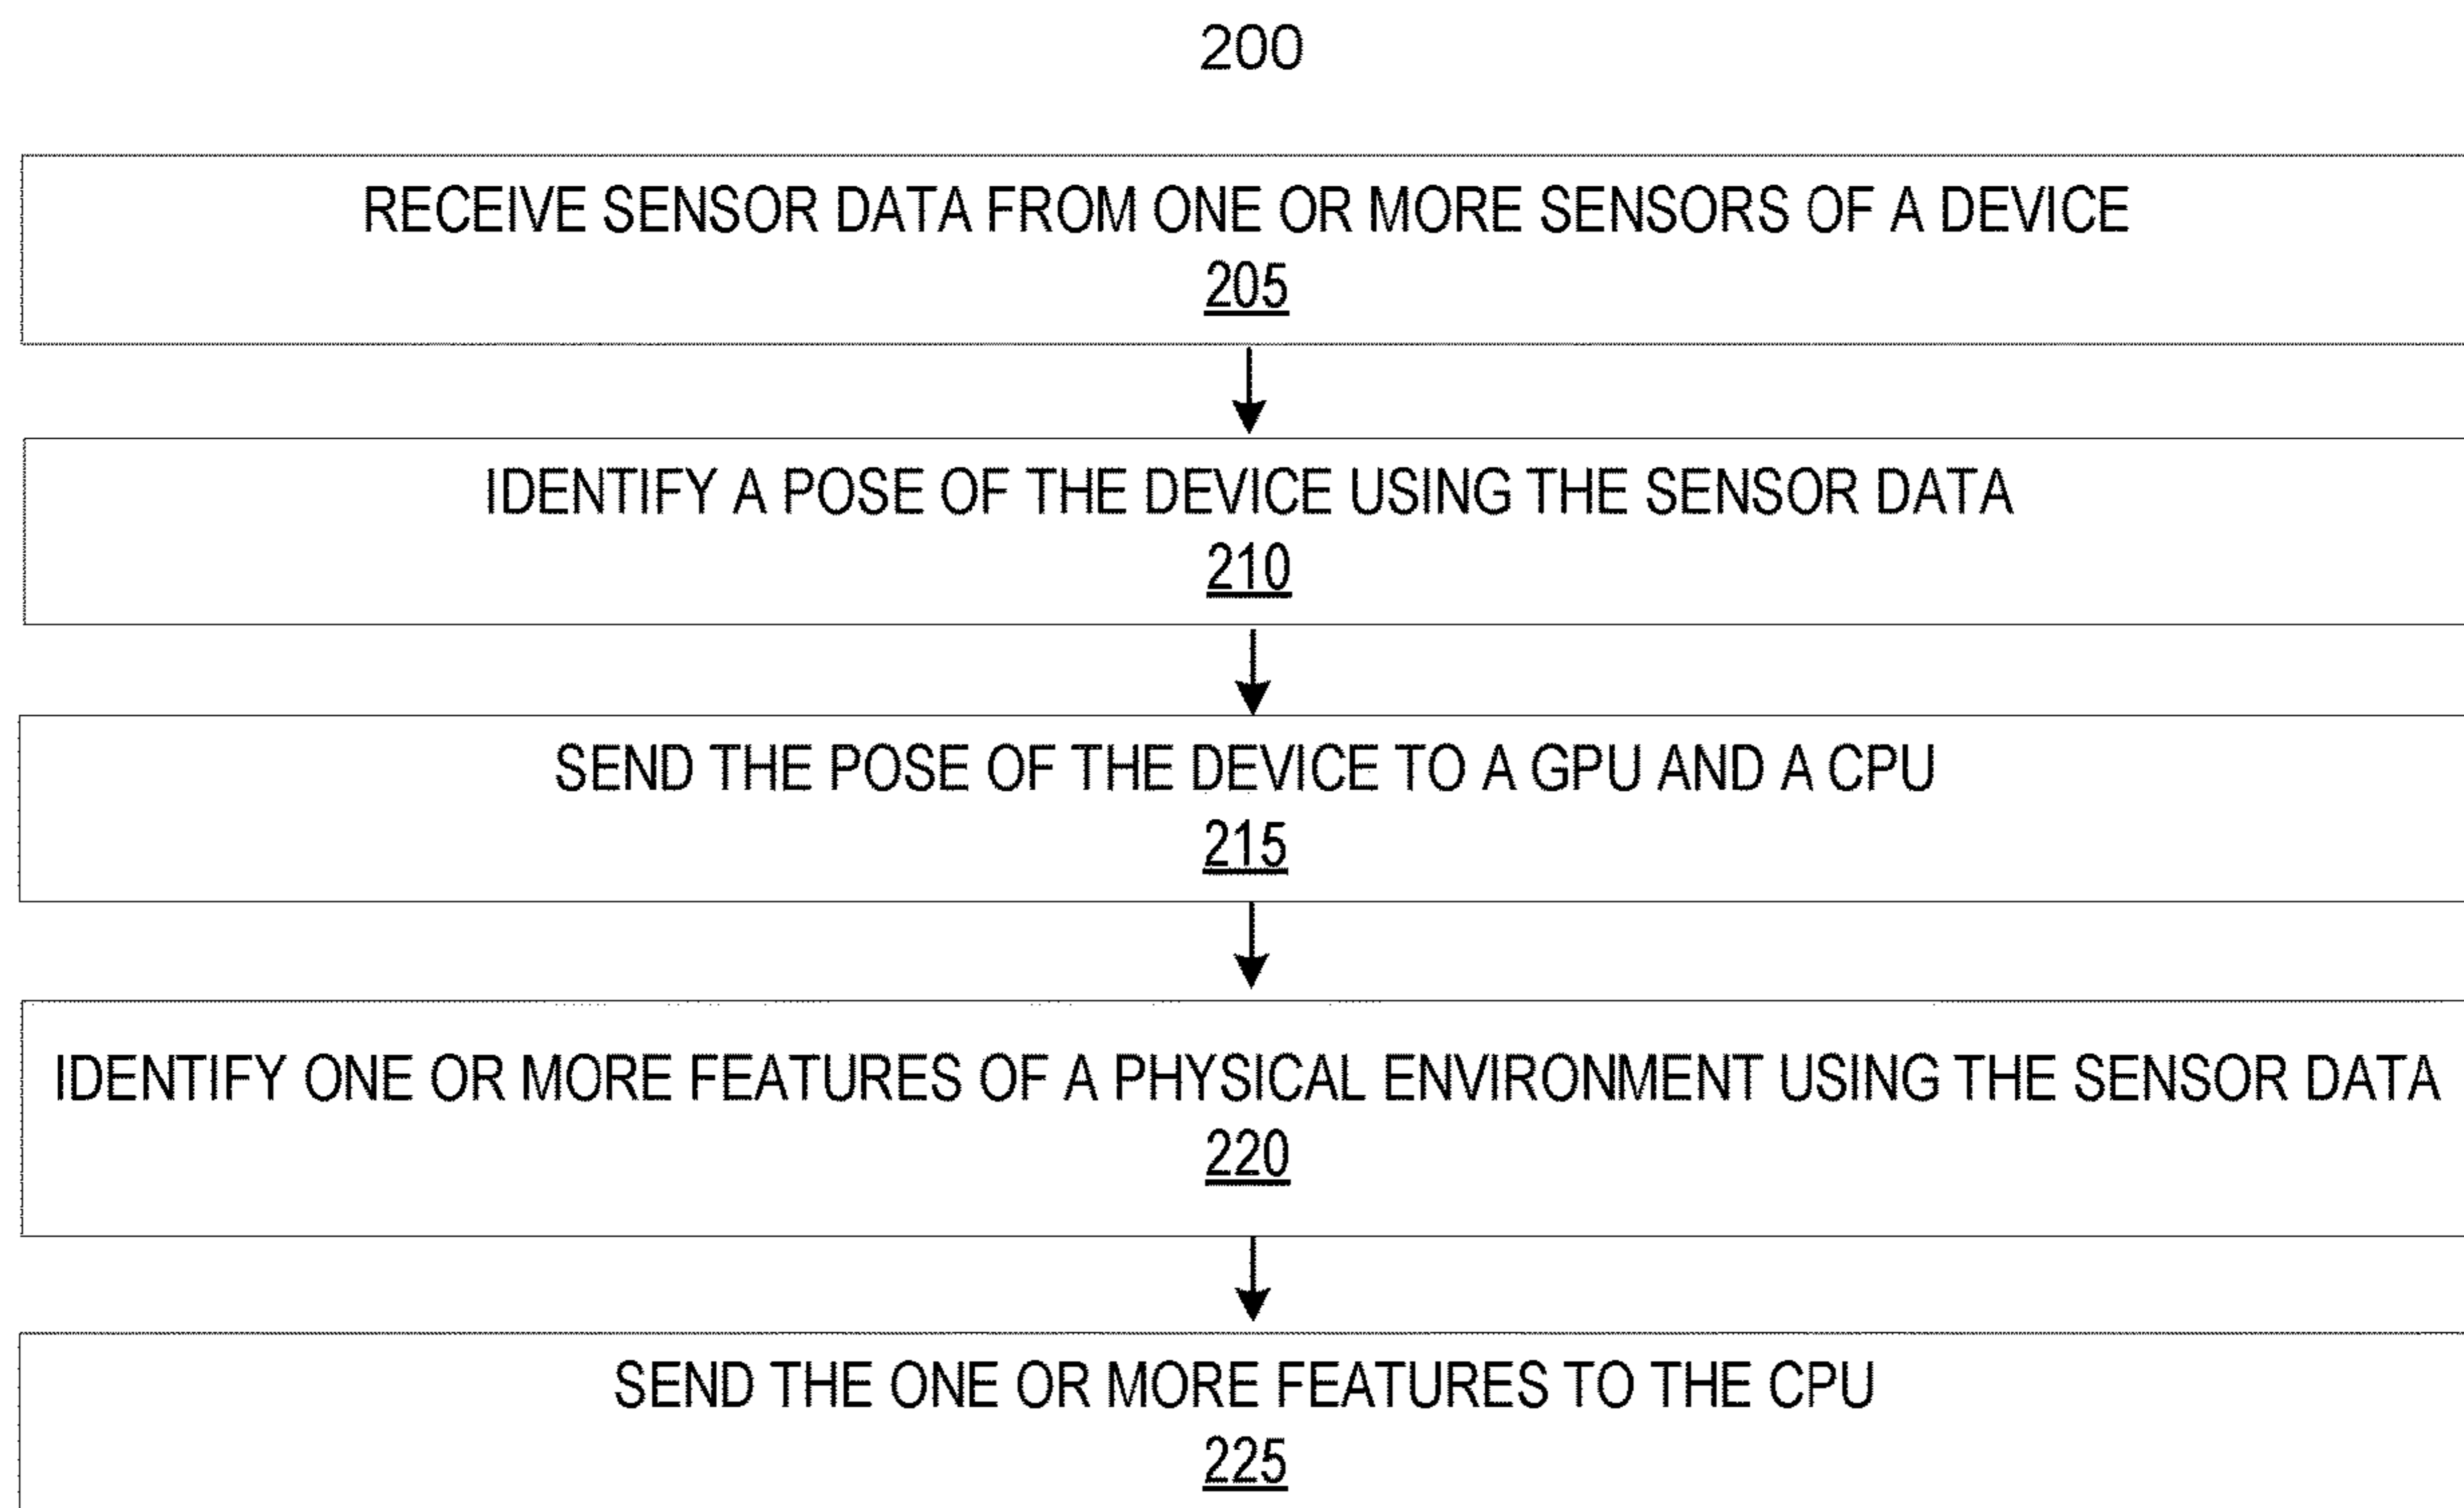 200
RECEIVE SENSOR DATA FROM ONE OR MORE SENSORS OF A DEVICE
205
IDENTIFY A POSE OF THE DEVICE USING THE SENSOR DATA
210
SEND THE POSE OF THE DEVICE TO A GPU AND A CPU
215
IDENTIFY ONE OR MORE FEATURES OF A PHYSICAL ENVIRONMENT USING THE SENSOR DATA
220
SEND THE ONE OR MORE FEATURES TO THE CPU
225